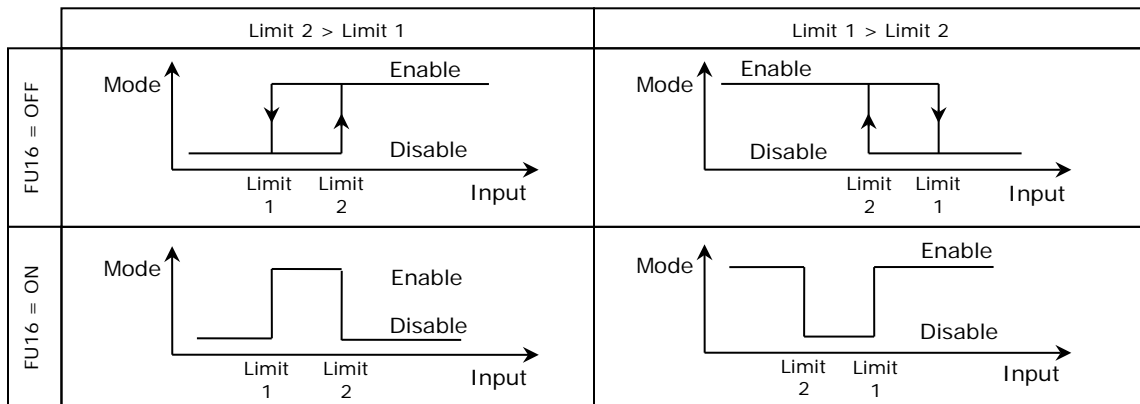 Limit 2 > Limit 1
Limit 1 > Limit 2
FU16 = OFF
Mode
Enable
Disable
Limit
1
Limit
2
Input
Mode
Enable
Disable
Limit
2
Limit
1
Input
FU16 = ON
Mode
Enable
Disable
Limit
1
Limit
2
Input
Mode
Enable
Disable
Limit
2
Limit
1
Input